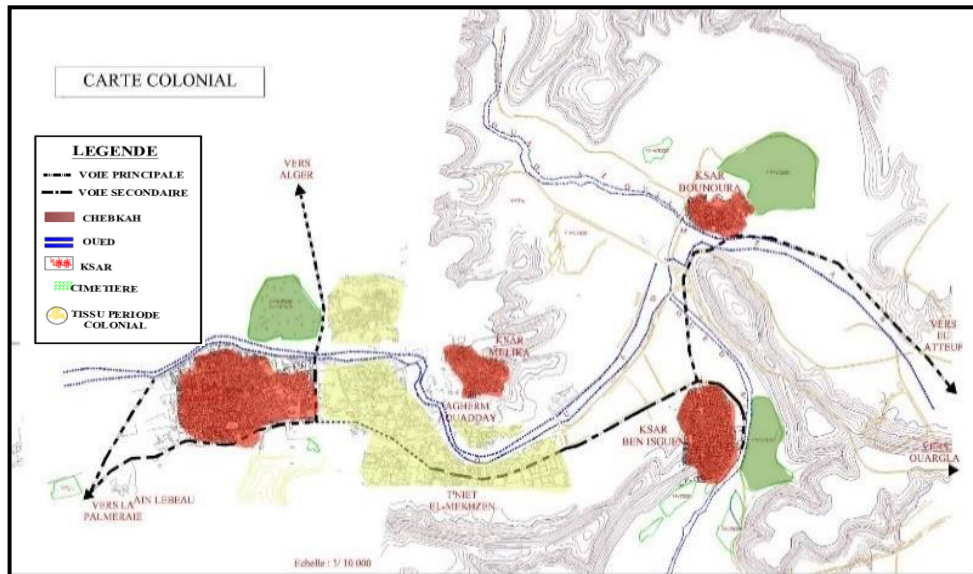 CARTE COLONIAL
LEGENDE
VOIE PRINCIPALE
VOIE SECONDAIRE
CHEBKAH
OUED
KSAR
CIMETIERE
TISSU PERIODE
COLONIAL
VERS
ALGER
KSAR
BOUNOURA
KSAR
MELIKA
AGHERM
OUADDAY
KSAR
BEN ISGUEN
VERS
EL
ATTEUF
VERS
OUARGLA
AIN LEBEAU
VERS LA
PALMERAIE
T'NIET
EL-MEKHZEN
Echelle : 1/ 10 000